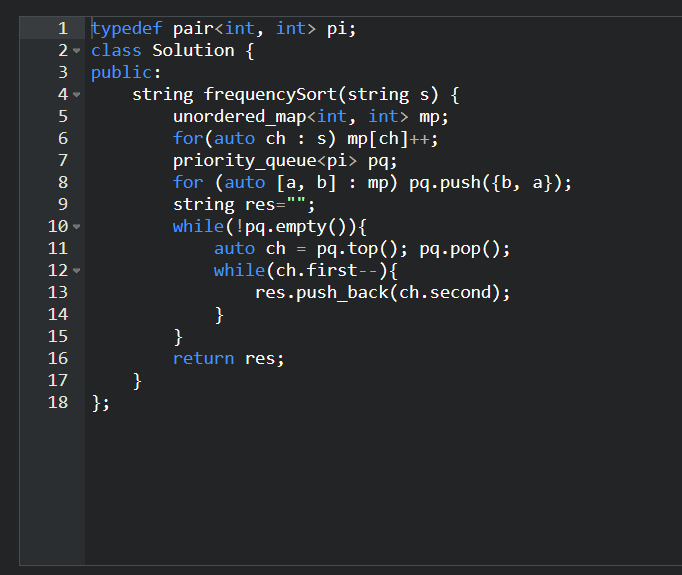 1 typedef pair<int, int> pi;
2 class Solution {
3 public:
4     string frequencySort(string s) {
5         unordered_map<int, int> mp;
6         for(auto ch : s) mp[ch]++;
7         priority_queue<pi> pq;
8         for (auto [a, b] : mp) pq.push({b, a});
9         string res="";
10         while(!pq.empty()){
11             auto ch = pq.top(); pq.pop();
12             while(ch.first--){
13                 res.push_back(ch.second);
14             }
15         }
16         return res;
17     }
18 };